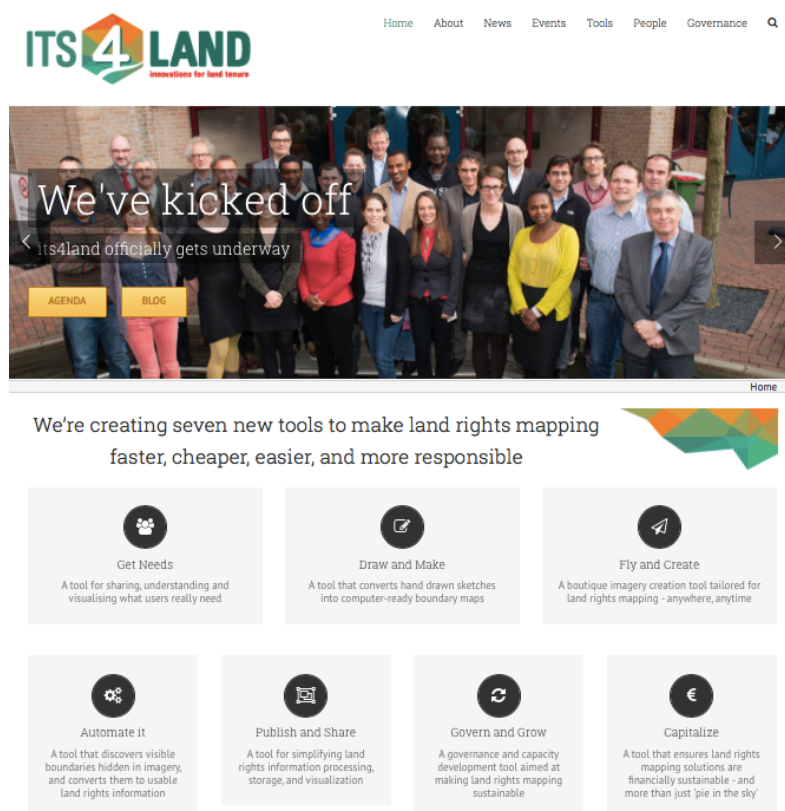 ITS 4 LAND
innovations for land tenure
Home About News Events Tools People Governance
We've kicked off
its4land officially gets underway
AGENDA BLOG
Home
We're creating seven new tools to make land rights mapping
faster, cheaper, easier, and more responsible
Get Needs
A tool for sharing, understanding and
visualising what users really need
Draw and Make
A tool that converts hand drawn sketches
into computer-ready boundary maps
Fly and Create
A boutique imagery creation tool tailored for
land rights mapping - anywhere, anytime
Automate it
A tool that discovers visible
boundaries hidden in imagery,
and converts them to usable
land rights information
Publish and Share
A tool for simplifying land
rights information processing,
storage, and visualization
Govern and Grow
A governance and capacity
development tool aimed at
making land rights mapping
sustainable
€
Capitalize
A tool that ensures land rights
mapping solutions are
financially sustainable - and
more than just 'pie in the sky'